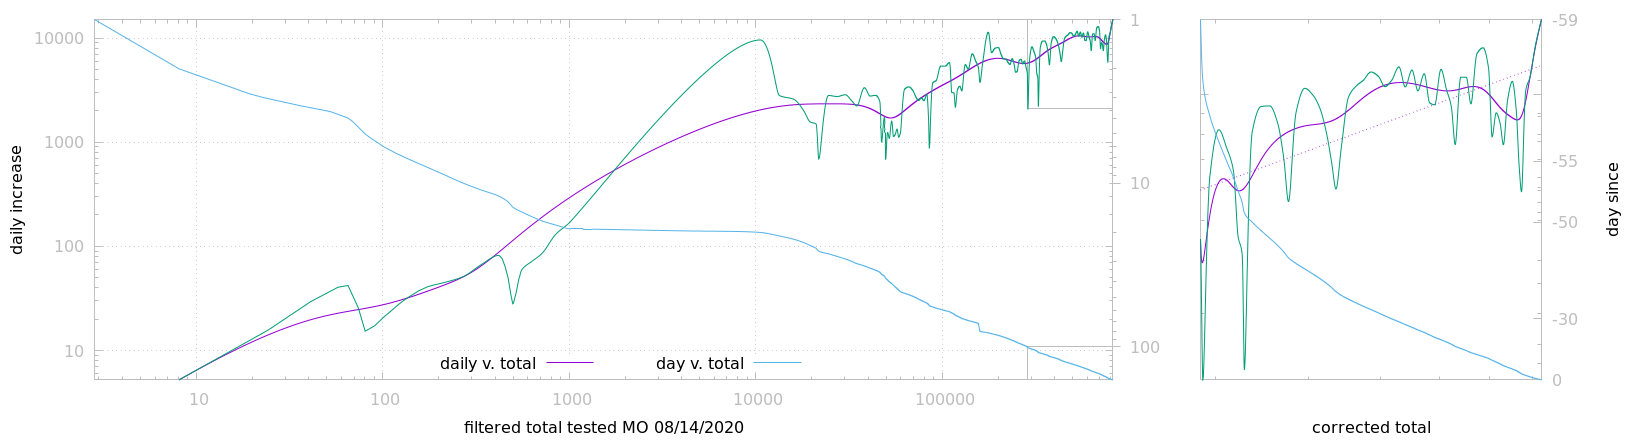 10000
1000
100
10
daily increase
10
100
1000
10000
100000
1
10
100
daily v. total
day v. total
filtered total tested MO 08/14/2020
-59
-55
-50
-30
0
day since
corrected total